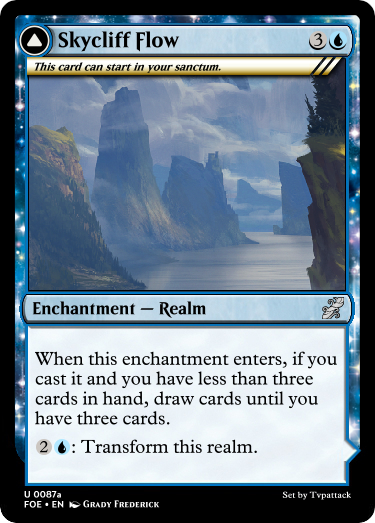 Skycliff Flow 3
This card can start in your sanctum.
Enchantment — Realm
When this enchantment enters, if you
cast it and you have less than three
cards in hand, draw cards until you
have three cards.
2 : Transform this realm.
U 0087a
FOE • EN Grady Frederick
Set by Tvpattack